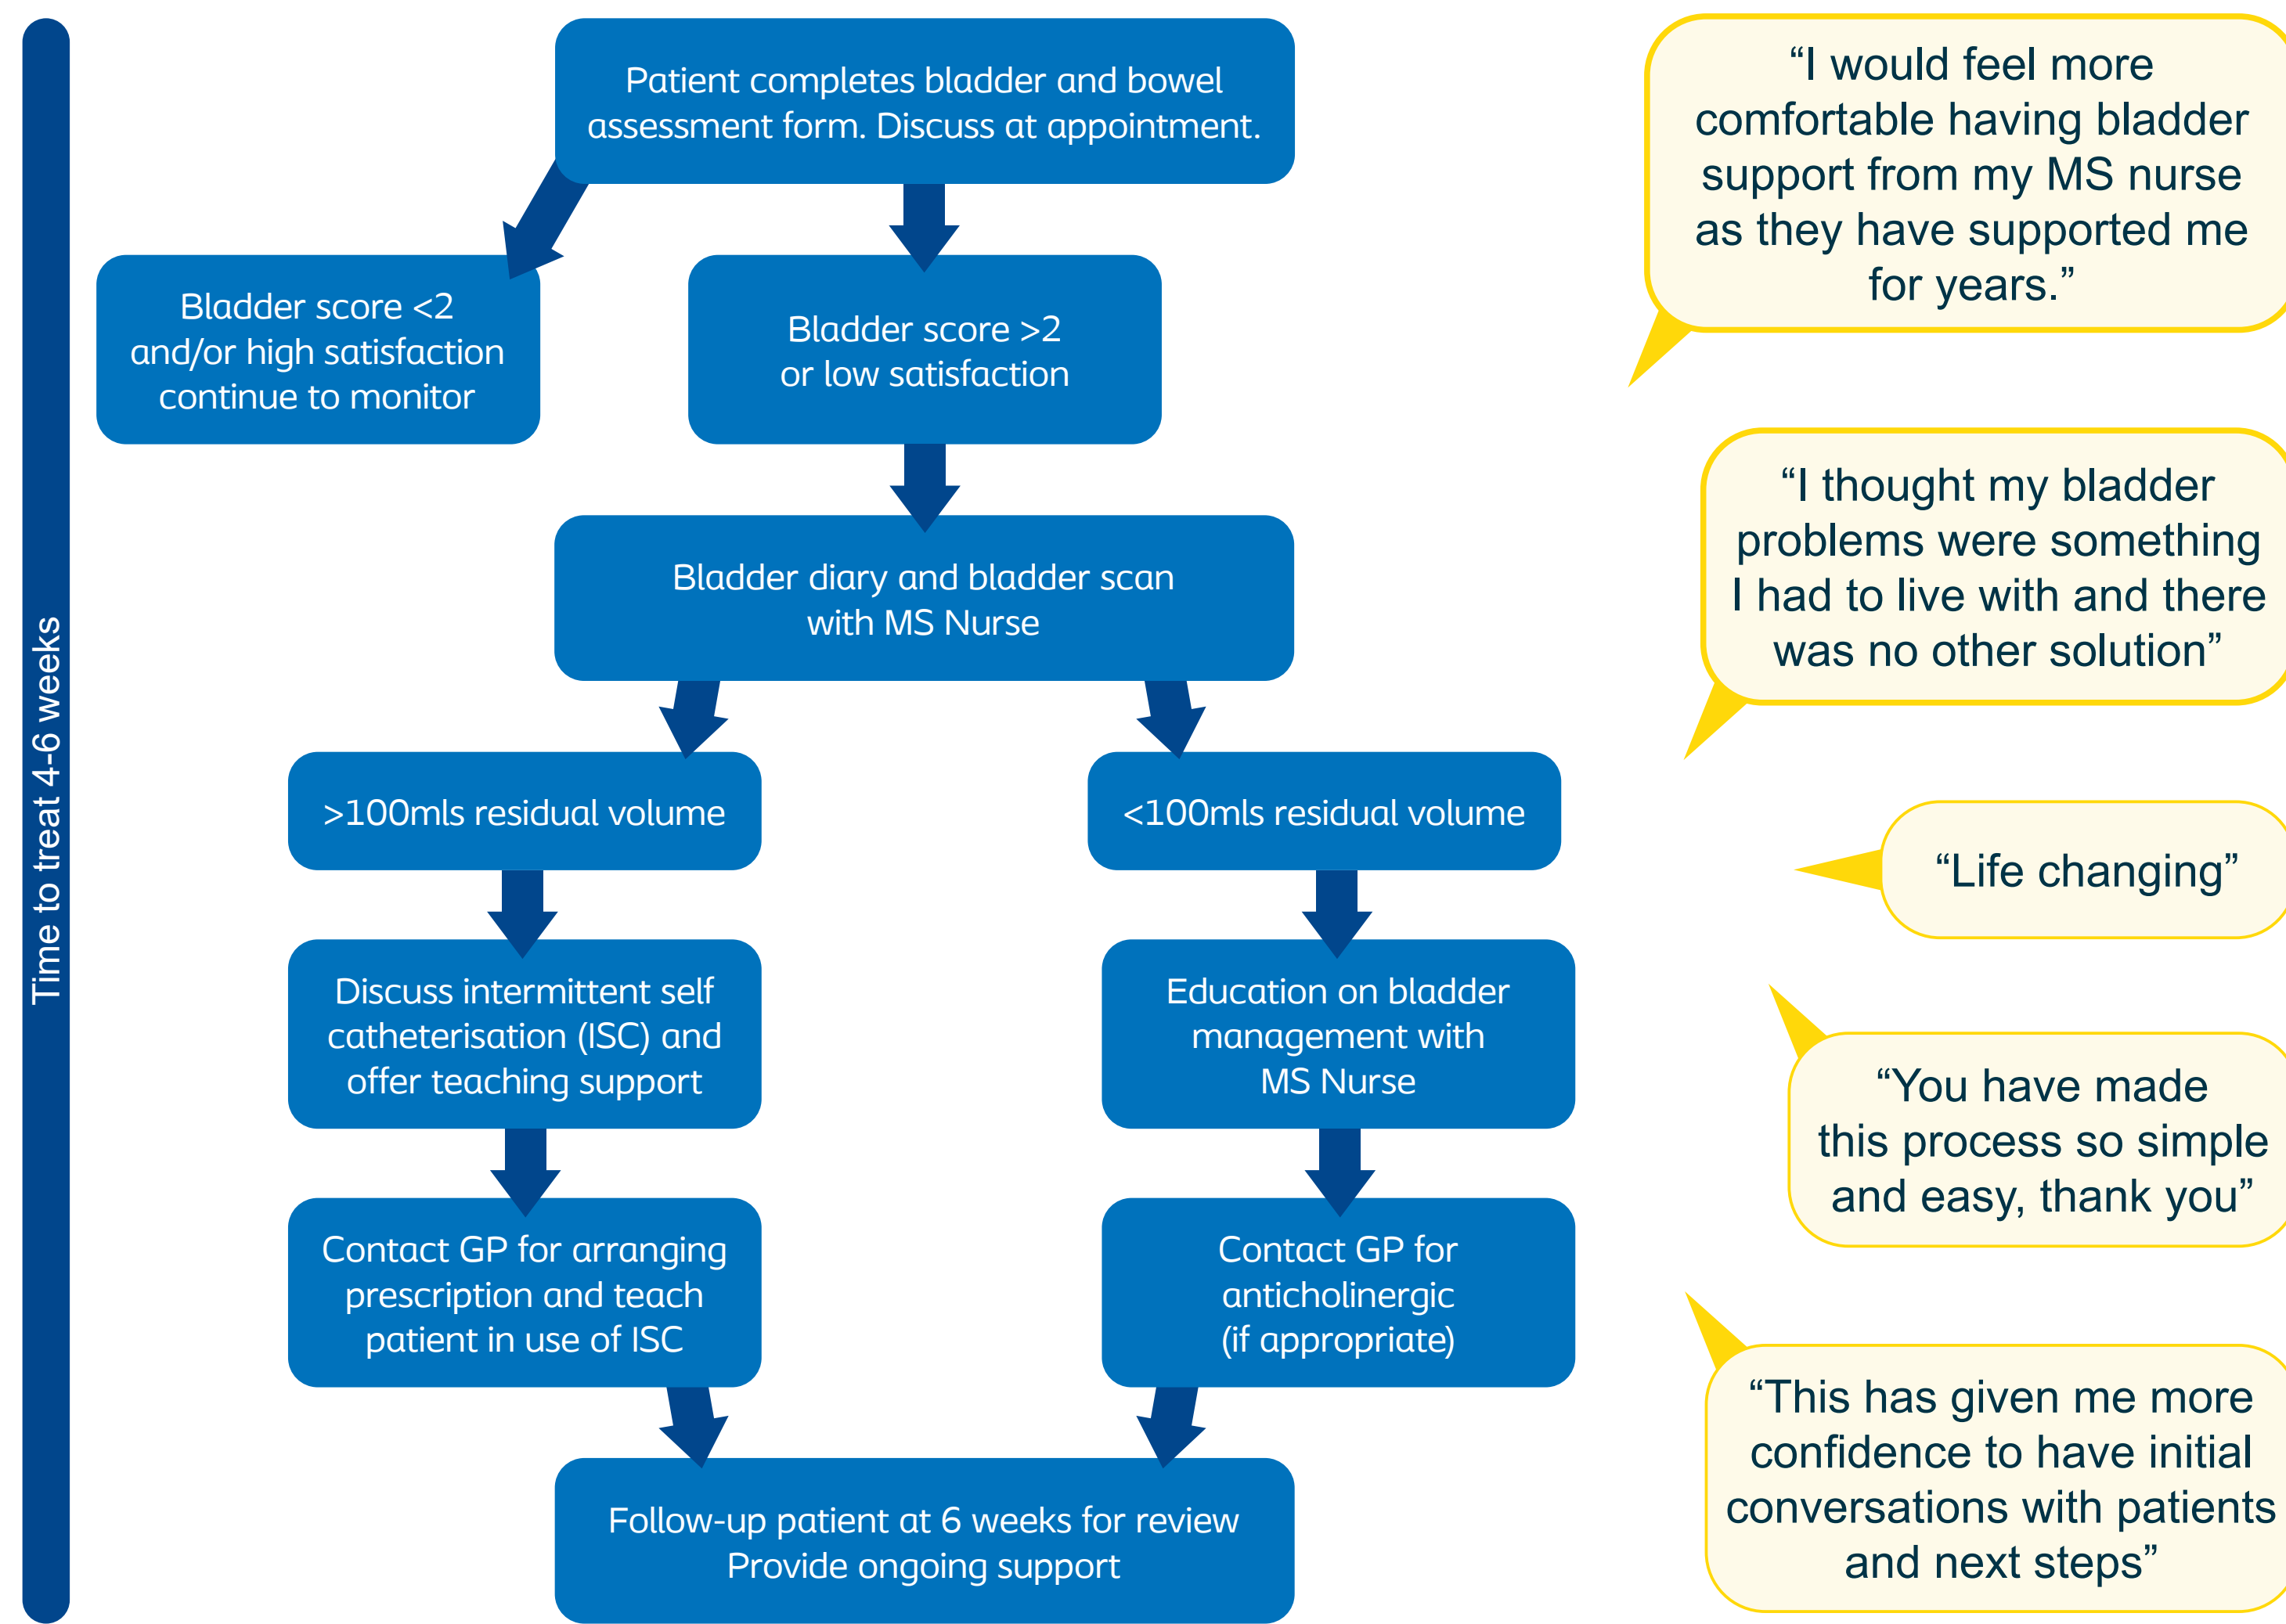 Time to treat 4-6 weeks
Patient completes bladder and bowel
assessment form. Discuss at appointment.
Bladder score <2
and/or high satisfaction
continue to monitor
Bladder score >2
or low satisfaction
Bladder diary and bladder scan
with MS Nurse
>100mls residual volume
<100mls residual volume
Discuss intermittent self
catheterisation (ISC) and
offer teaching support
Education on bladder
management with
MS Nurse
Contact GP for arranging
prescription and teach
patient in use of ISC
Contact GP for
anticholinergic
(if appropriate)
Follow-up patient at 6 weeks for review
Provide ongoing support
“I would feel more
comfortable having bladder
support from my MS nurse
as they have supported me
for years.”
“I thought my bladder
problems were something
I had to live with and there
was no other solution”
“Life changing”
“You have made
this process so simple
and easy, thank you”
“This has given me more
confidence to have initial
conversations with patients
and next steps”